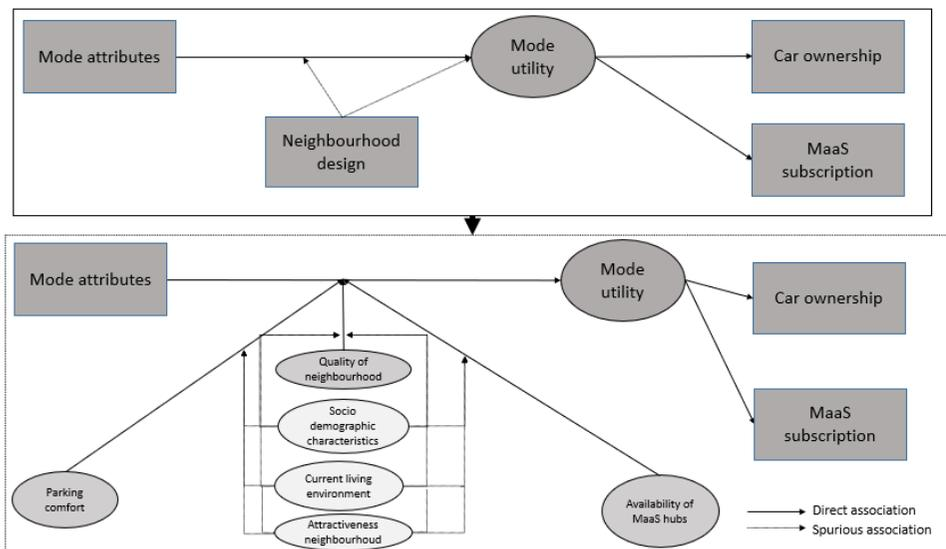 Mode attributes
Mode
utility
Car ownership
Neighbourhood
design
MaaS
subscription
Mode attributes
Mode
utility
Car ownership
Quality of
neighbourhood
Socio
demographic
characteristics
MaaS
subscription
Current living
environment
Parking
comfort
Attractiveness
neighbourhoud
Availability of
MaaS hubs
Direct association
Spurious association